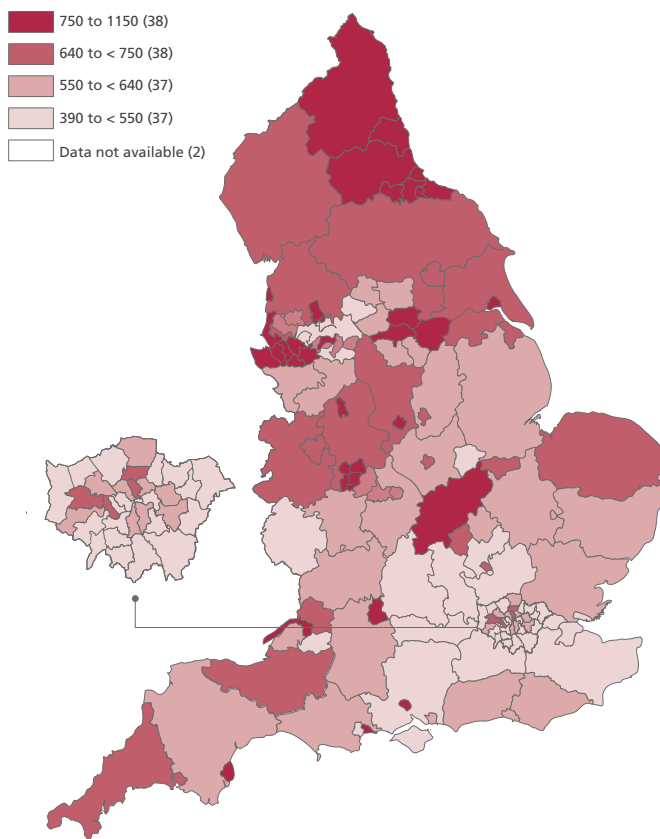 750 to 1150 (38)
640 to < 750 (38)
550 to < 640 (37)
390 to < 550 (37)
Data not available (2)